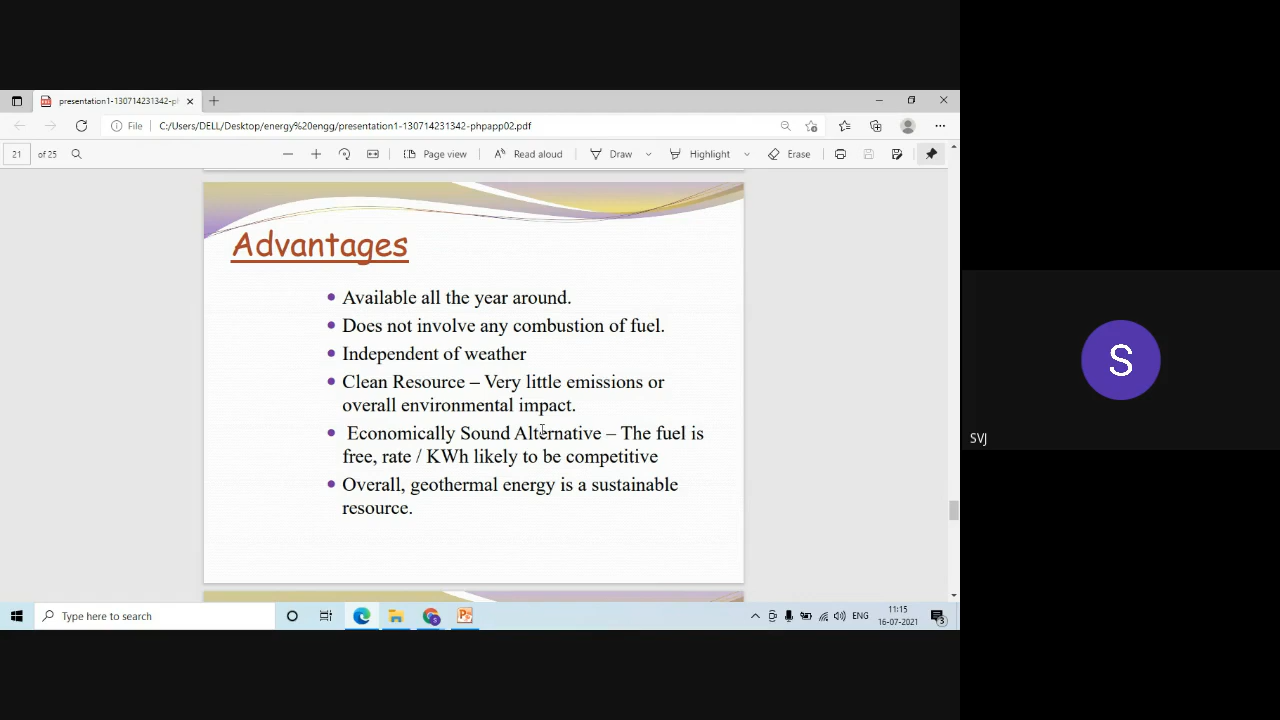 presentation1-130714231342-ph
File
C:/Users/DELL/Desktop/energy%20engg/presentation1-130714231342-phpapp02.pdf
21 of 25
Page view
Read aloud
Draw
Highlight
Erase
Advantages
Available all the year around.
Does not involve any combustion of fuel.
Independent of weather
Clean Resource – Very little emissions or
overall environmental impact.
Economically Sound Alternative – The fuel is
free, rate / KWh likely to be competitive
Overall, geothermal energy is a sustainable
resource.
S
SVJ
Type here to search
ENG
11:15
16-07-2021
3